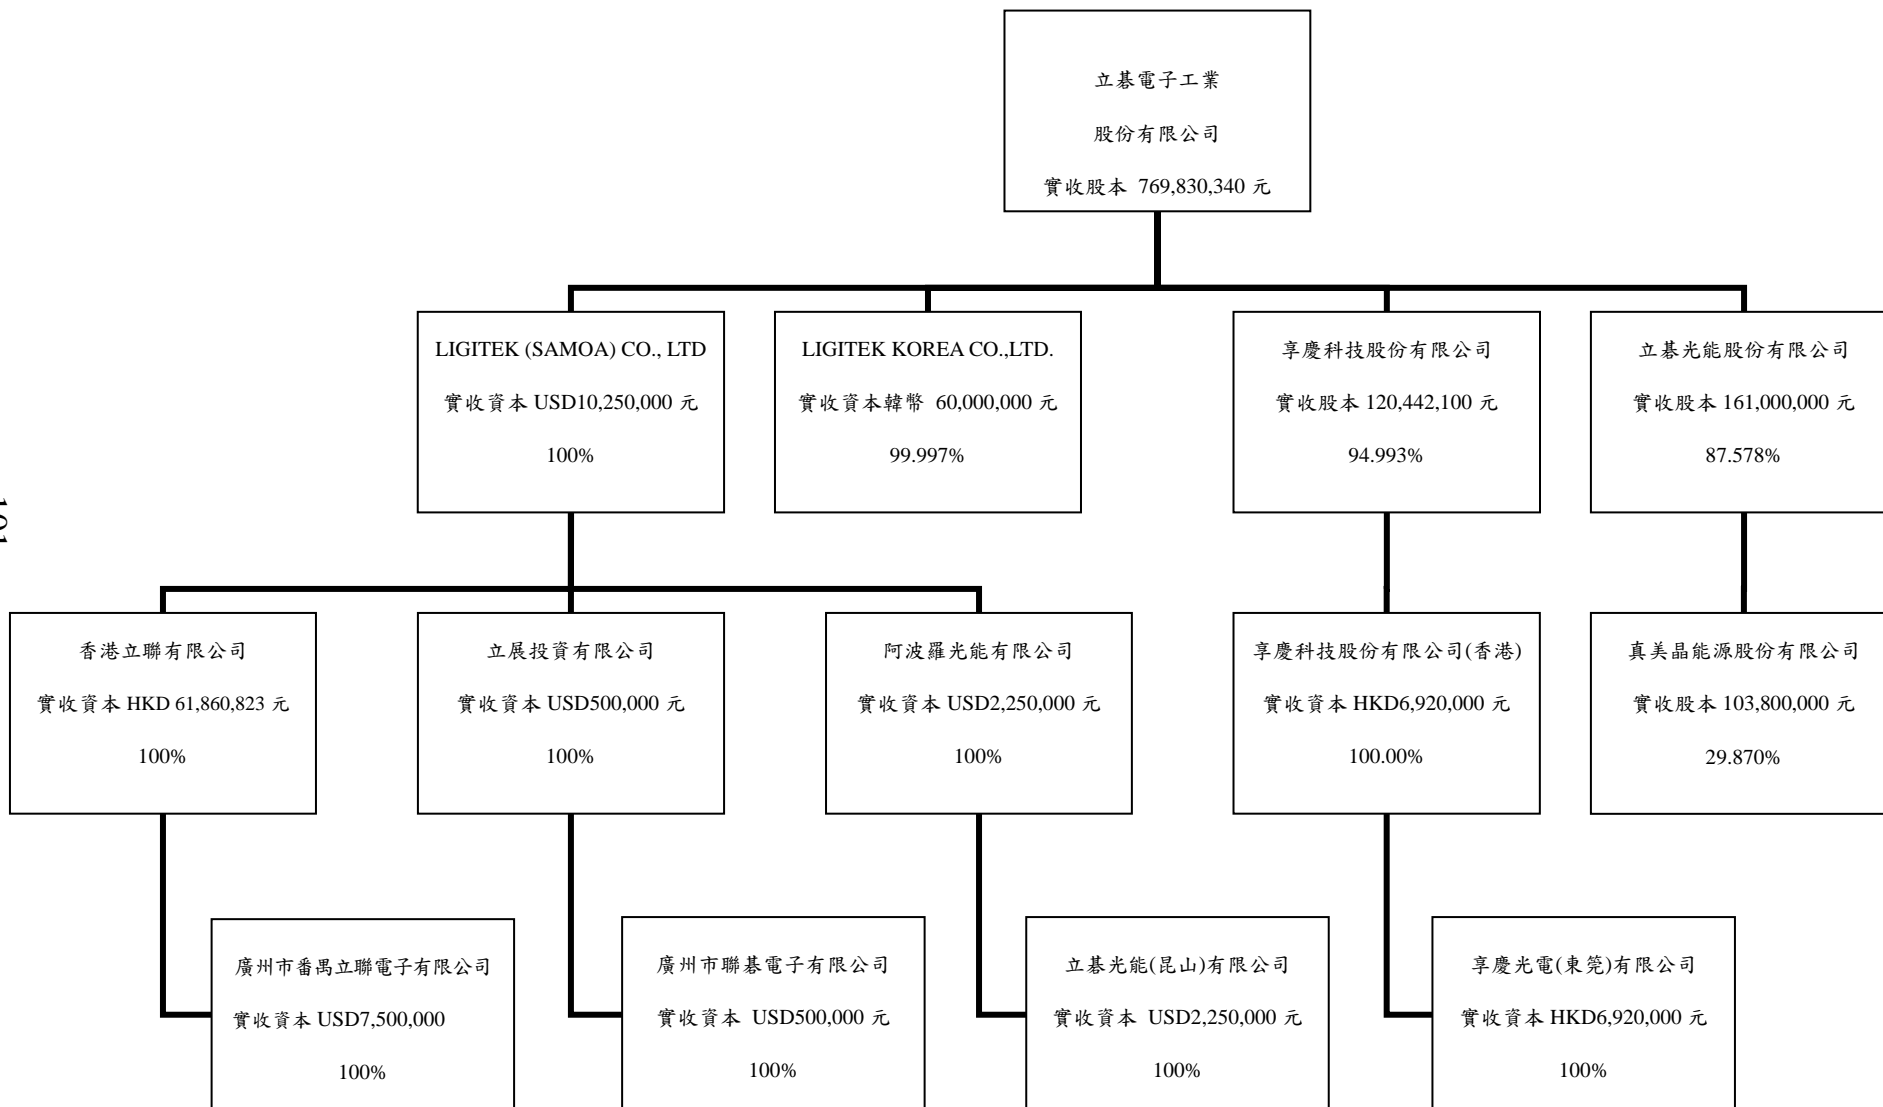 立碁電子工業
股份有限公司
實收股本 769,830,340 元
LIGITEK (SAMOA) CO., LTD
實收資本 USD10,250,000 元
100%
LIGITEK KOREA CO.,LTD.
實收資本韓幣 60,000,000 元
99.997%
享慶科技股份有限公司
實收股本 120,442,100 元
94.993%
立碁光能股份有限公司
實收股本 161,000,000 元
87.578%
香港立聯有限公司
實收資本 HKD 61,860,823 元
100%
立展投資有限公司
實收資本 USD500,000 元
100%
阿波羅光能有限公司
實收資本 USD2,250,000 元
100%
享慶科技股份有限公司(香港)
實收資本 HKD6,920,000 元
100.00%
真美晶能源股份有限公司
實收股本 103,800,000 元
29.870%
廣州市番禺立聯電子有限公司
實收資本 USD7,500,000
100%
廣州市聯碁電子有限公司
實收資本 USD500,000 元
100%
立碁光能(昆山)有限公司
實收資本 USD2,250,000 元
100%
享慶光電(東莞)有限公司
實收資本 HKD6,920,000 元
100%